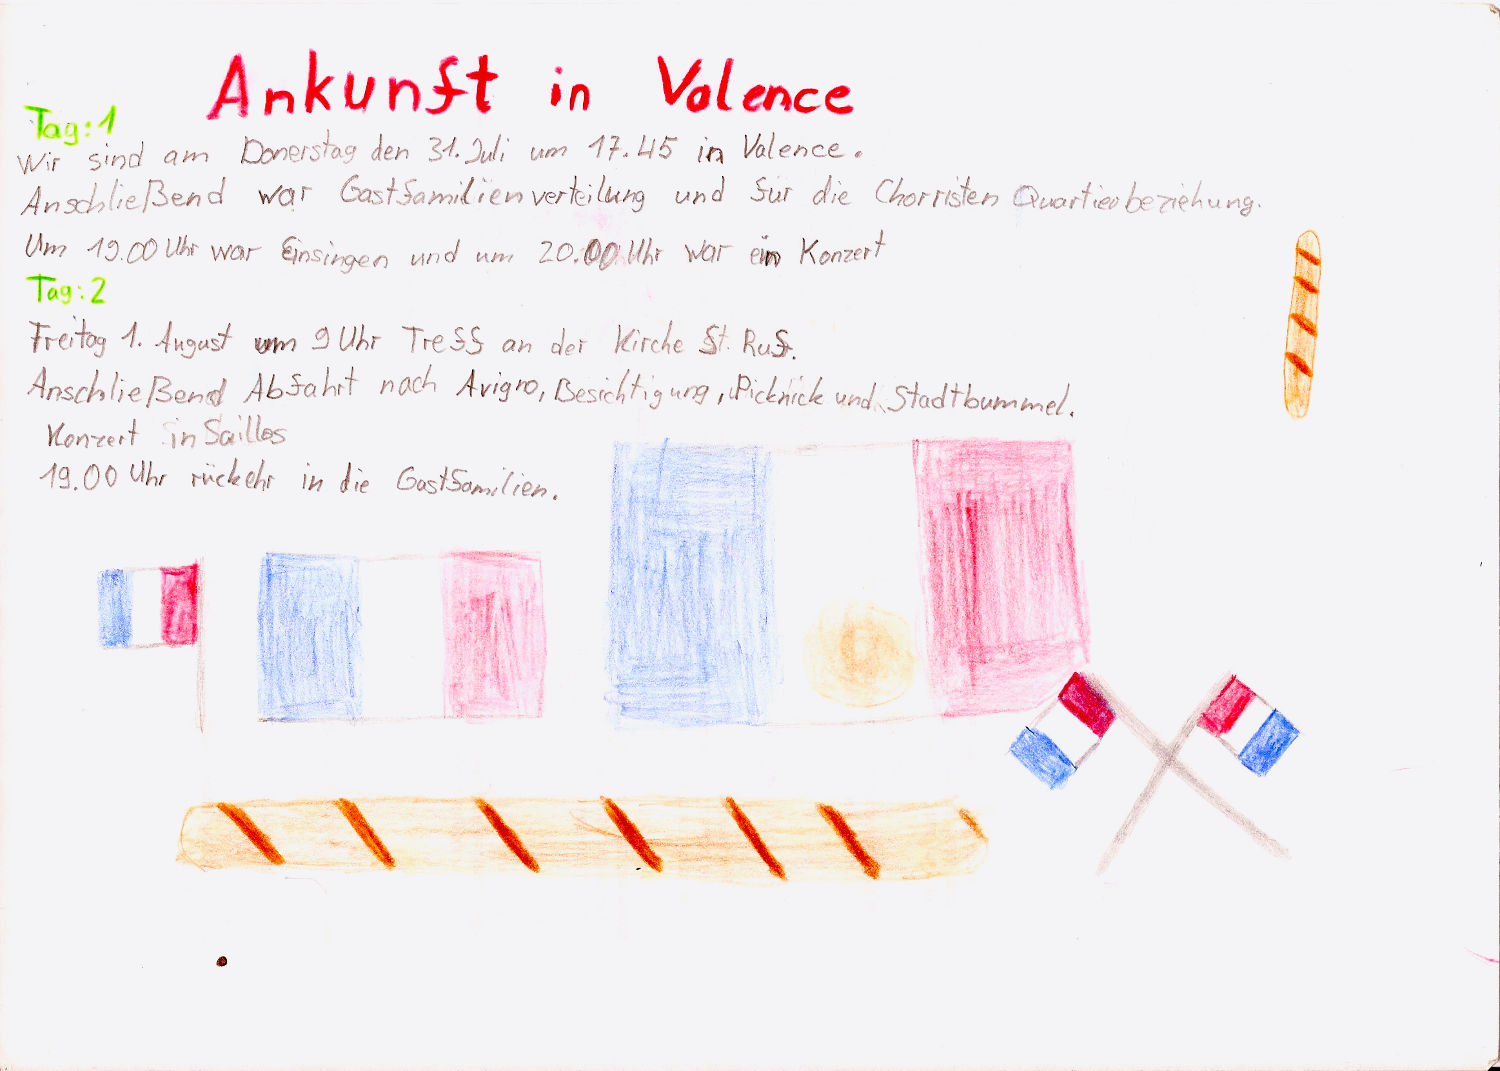 Ankunft in Valence
Tag:1
Wir sind am Donerstag den 31. Juli um 17.45 in Valence.
Anschließend war Gastfamilienverteilung und für die Chorristen Quartierbeziehung.
Um 19.00 Uhr war Einsingen und um 20.00 Uhr war ein Konzert
Tag:2
Freitag 1. August um 9 Uhr Treff an der Kirche St. Ruf.
Anschließend Abfahrt nach Avigno, Besichtigung, Picknick und Stadtbummel.
Konzert in Saillas
19.00 Uhr rückehr in die Gastfamilien.